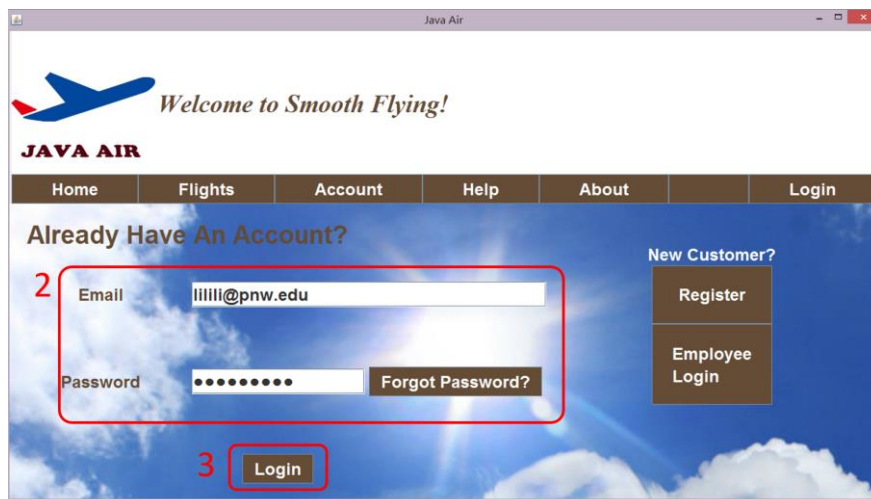 Java Air
Welcome to Smooth Flying!
JAVA AIR
Home Flights Account Help About Login
Already Have An Account?
New Customer?
2 Email lilili@pnw.edu
Register
Password ●●●●●●●●● Forgot Password?
Employee
Login
3 Login